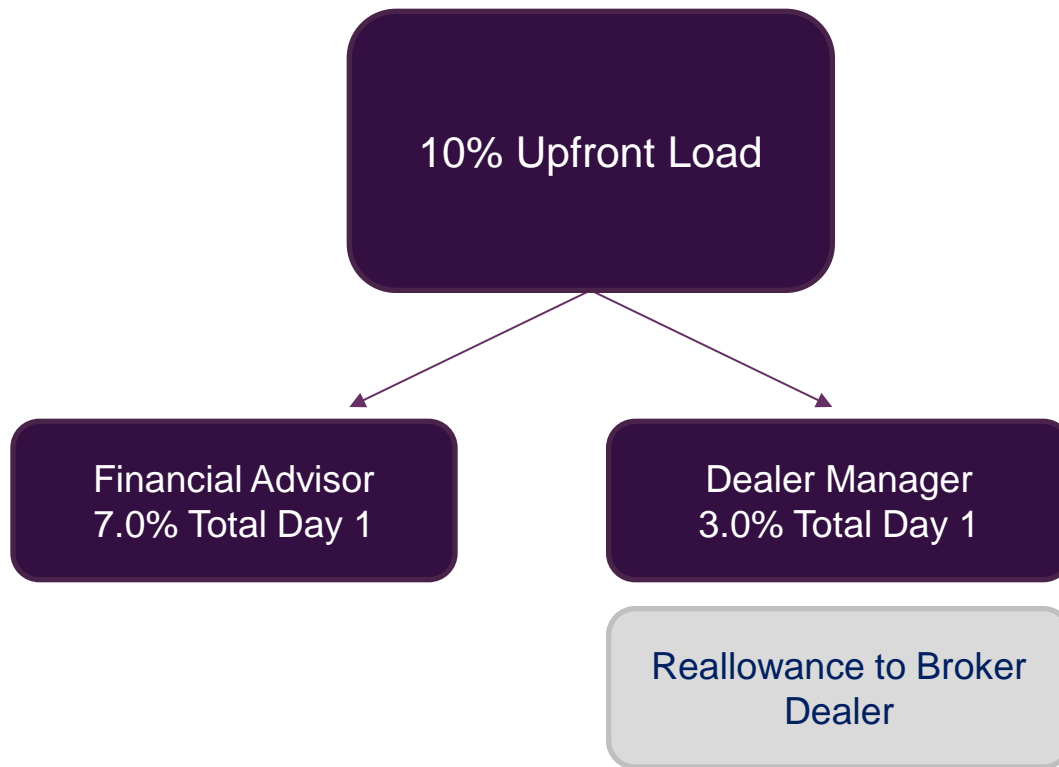 10% Upfront Load
Financial Advisor
7.0% Total Day 1
Dealer Manager
3.0% Total Day 1
Reallowance to Broker
Dealer